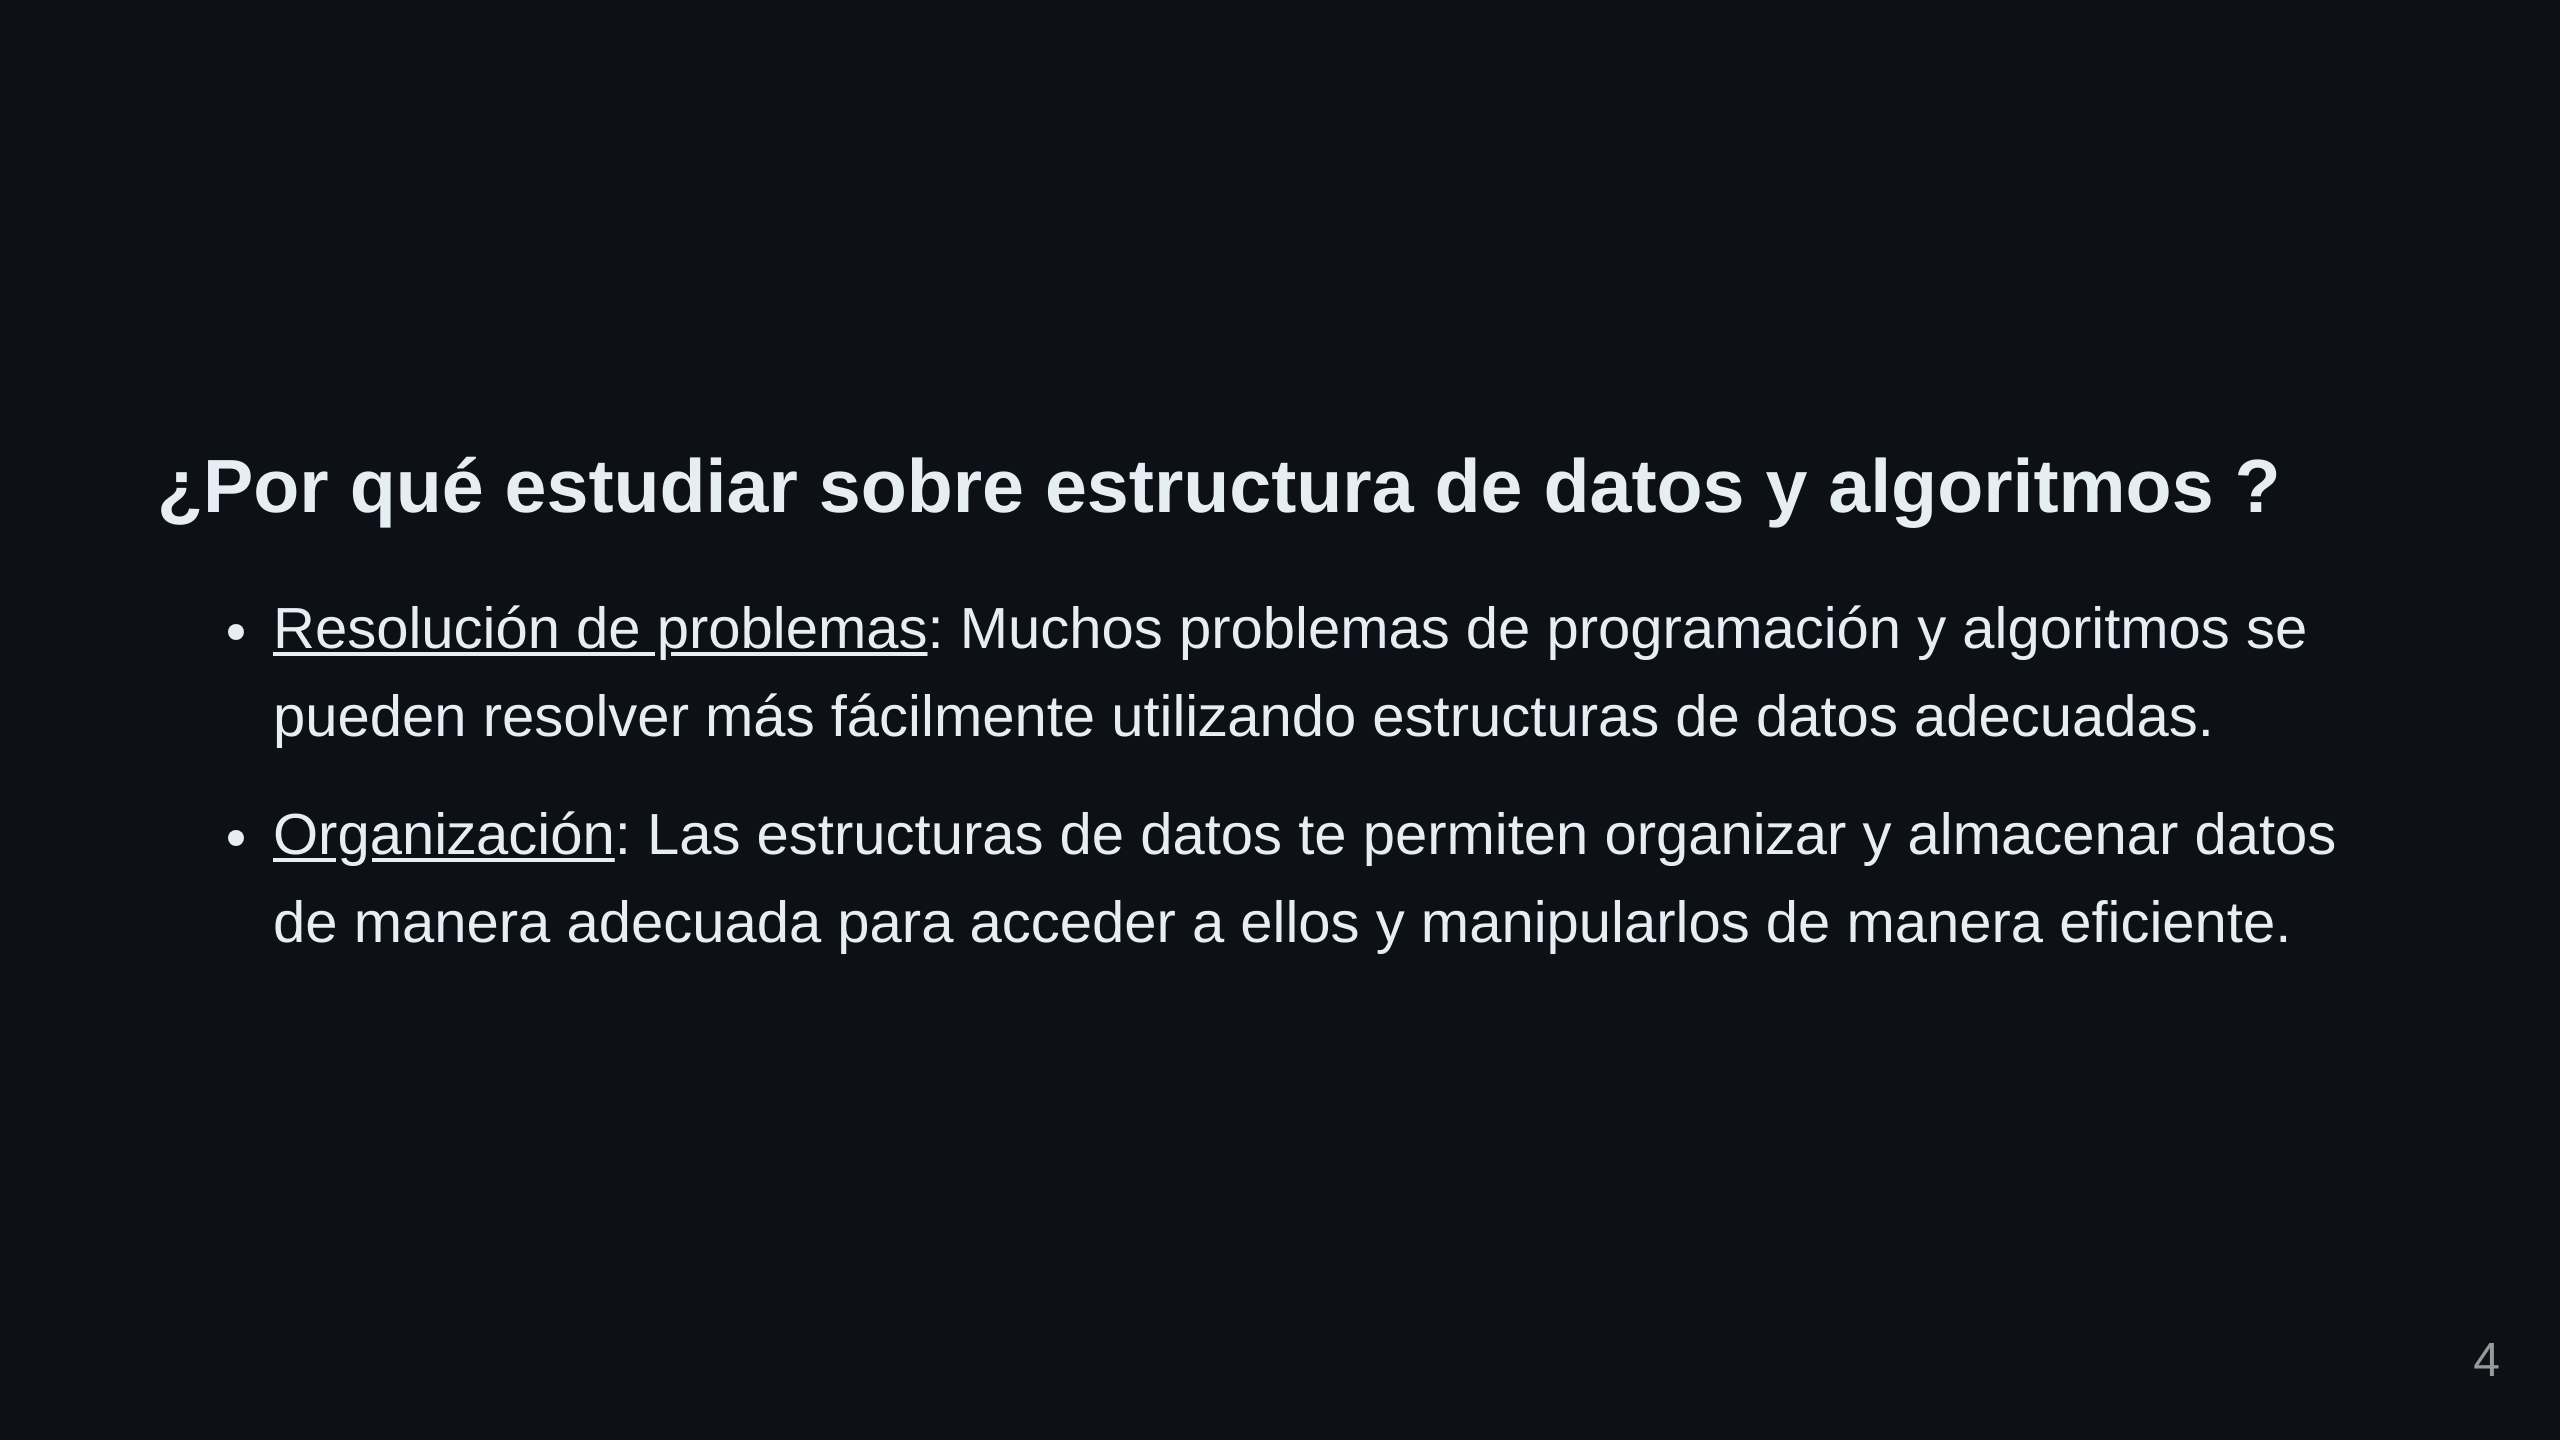 ¿Por qué estudiar sobre estructura de datos y algoritmos ?
• Resolución de problemas: Muchos problemas de programación y algoritmos se
pueden resolver más fácilmente utilizando estructuras de datos adecuadas.
• Organización: Las estructuras de datos te permiten organizar y almacenar datos
de manera adecuada para acceder a ellos y manipularlos de manera eficiente.
4